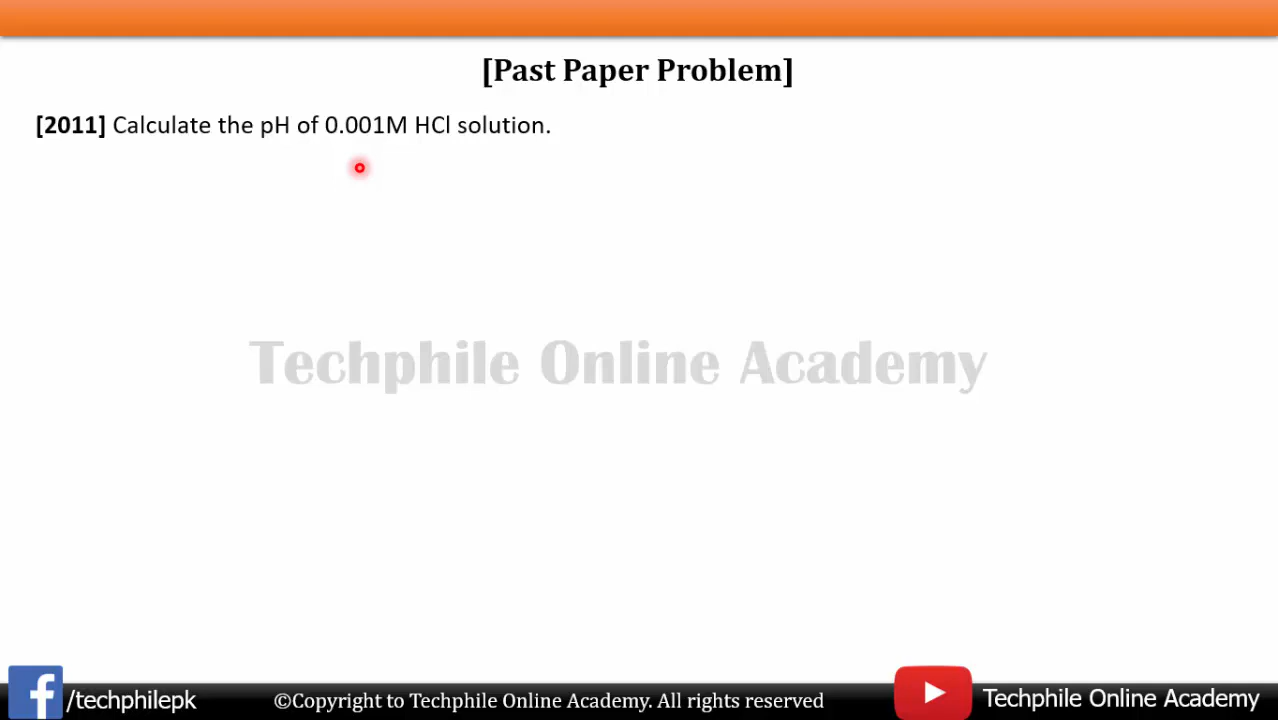 [Past Paper Problem]
[2011] Calculate the pH of 0.001M HCl solution.
Techphile Online Academy
f /techphilepk
©Copyright to Techphile Online Academy. All rights reserved
Techphile Online Academy